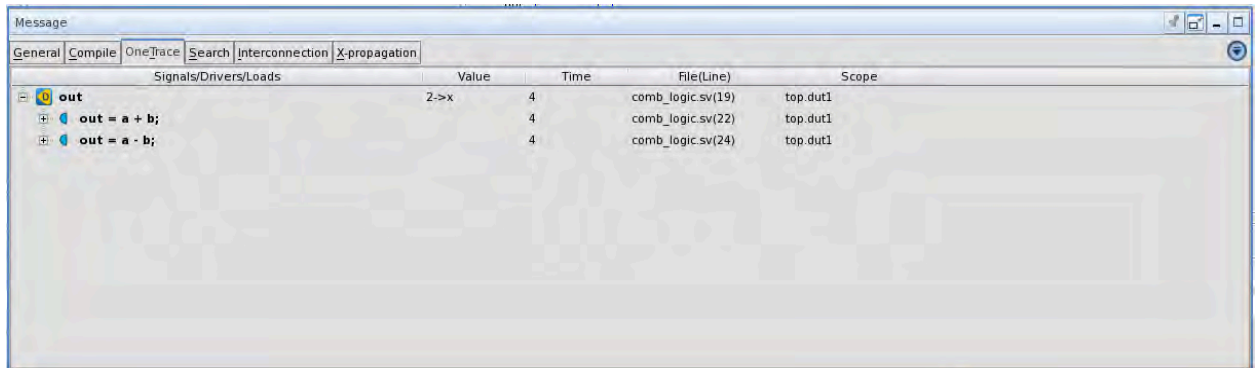 Message
General Compile OneTrace Search Interconnection X-propagation
Signals/Drivers/Loads Value Time File(Line) Scope
out 2->x 4 comb_logic.sv(19) top.dut1
out = a + b; 4 comb_logic.sv(22) top.dut1
out = a - b; 4 comb_logic.sv(24) top.dut1